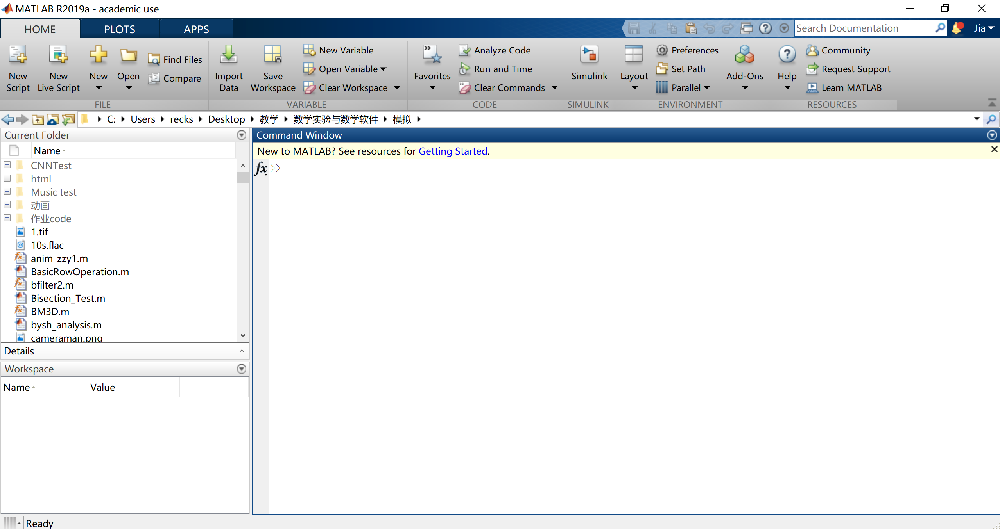 MATLAB R2019a - academic use
HOME PLOTS APPS Search Documentation Jia
New Script
New Live Script
New
Open
Find Files
Compare
FILE
Import Data
Save Workspace
New Variable
Open Variable
Clear Workspace
VARIABLE
Favorites
Analyze Code
Run and Time
Clear Commands
CODE
Simulink
SIMULINK
Layout
Preferences
Set Path
Parallel
Add-Ons
ENVIRONMENT
Help
Community
Request Support
Learn MATLAB
RESOURCES
C: Users recks Desktop 教学 数学实验与数学软件 模拟
Current Folder
Name
CNNTest
html
Music test
动画
作业code
1.tif
10s.flac
anim_zzy1.m
BasicRowOperation.m
bfilter2.m
Bisection_Test.m
BM3D.m
bysh_analysis.m
cameraman.png
Details
Workspace
Name Value
Command Window
New to MATLAB? See resources for Getting Started.
fx >>
Ready